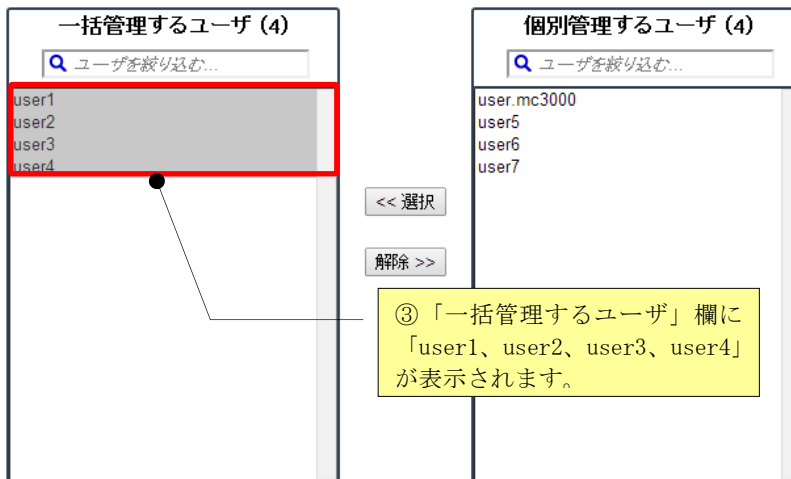 一括管理するユーザ (4)
ユーザを絞り込む...
user1
user2
user3
user4
<< 選択
解除 >>
個別管理するユーザ (4)
ユーザを絞り込む...
user.mc3000
user5
user6
user7
③「一括管理するユーザ」欄に
「user1、user2、user3、user4」
が表示されます。